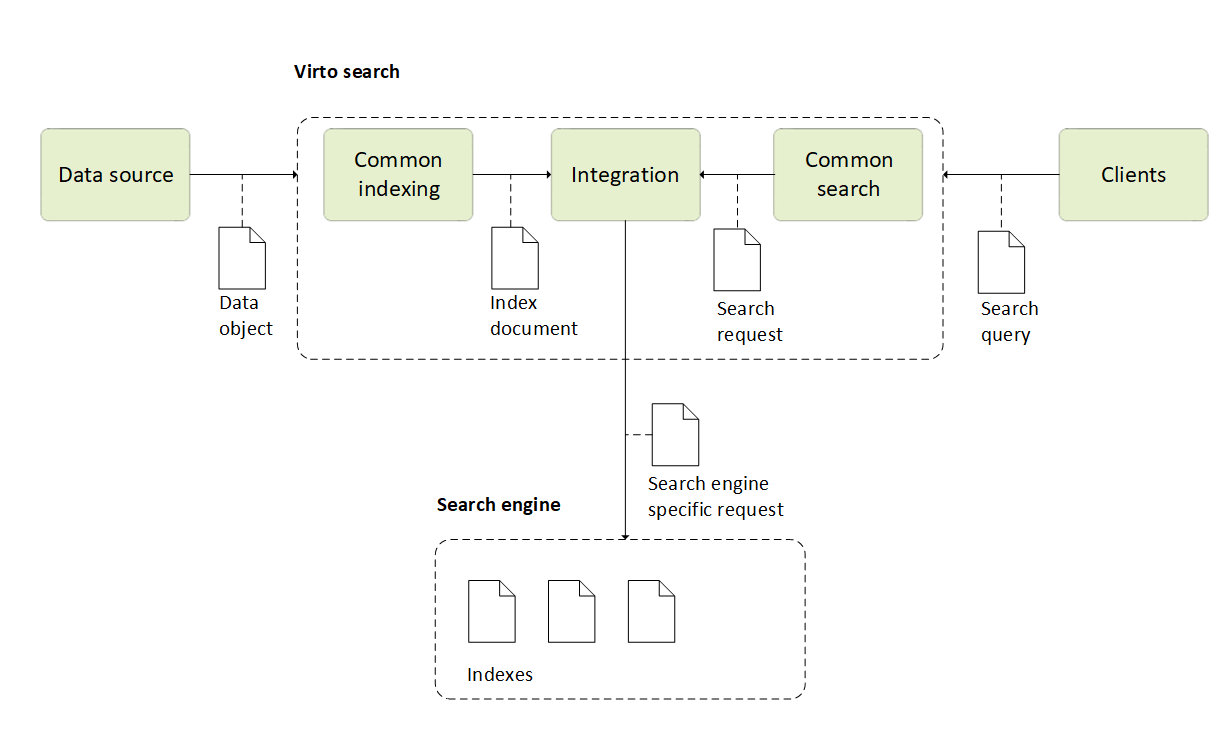 Virto search
Data source
Common
indexing
Integration
Common
search
Clients
Data
object
Index
document
Search
request
Search
query
Search engine
specific request
Search engine
Indexes